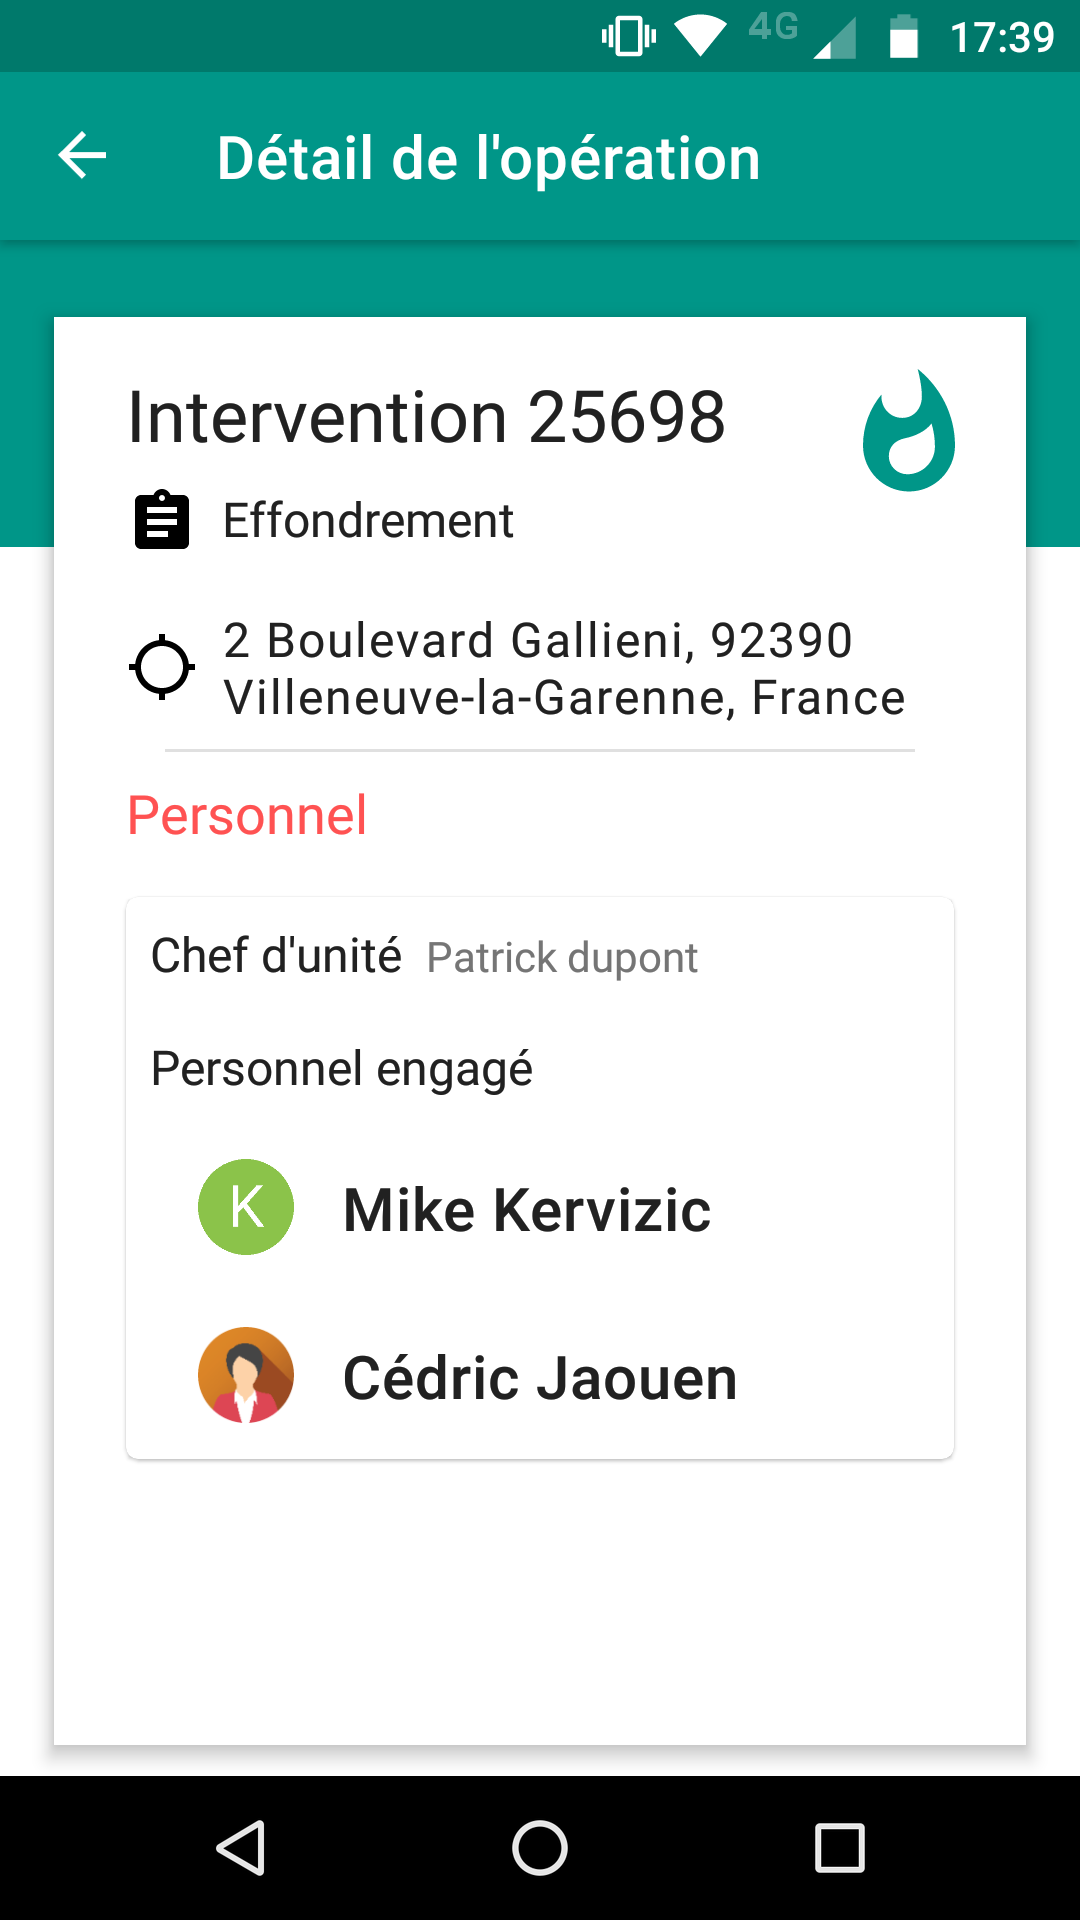 4G 17:39
Détail de l'opération
Intervention 25698
Effondrement
2 Boulevard Gallieni, 92390
Villeneuve-la-Garenne, France
Personnel
Chef d'unité Patrick dupont
Personnel engagé
K Mike Kervizic
Cédric Jaouen